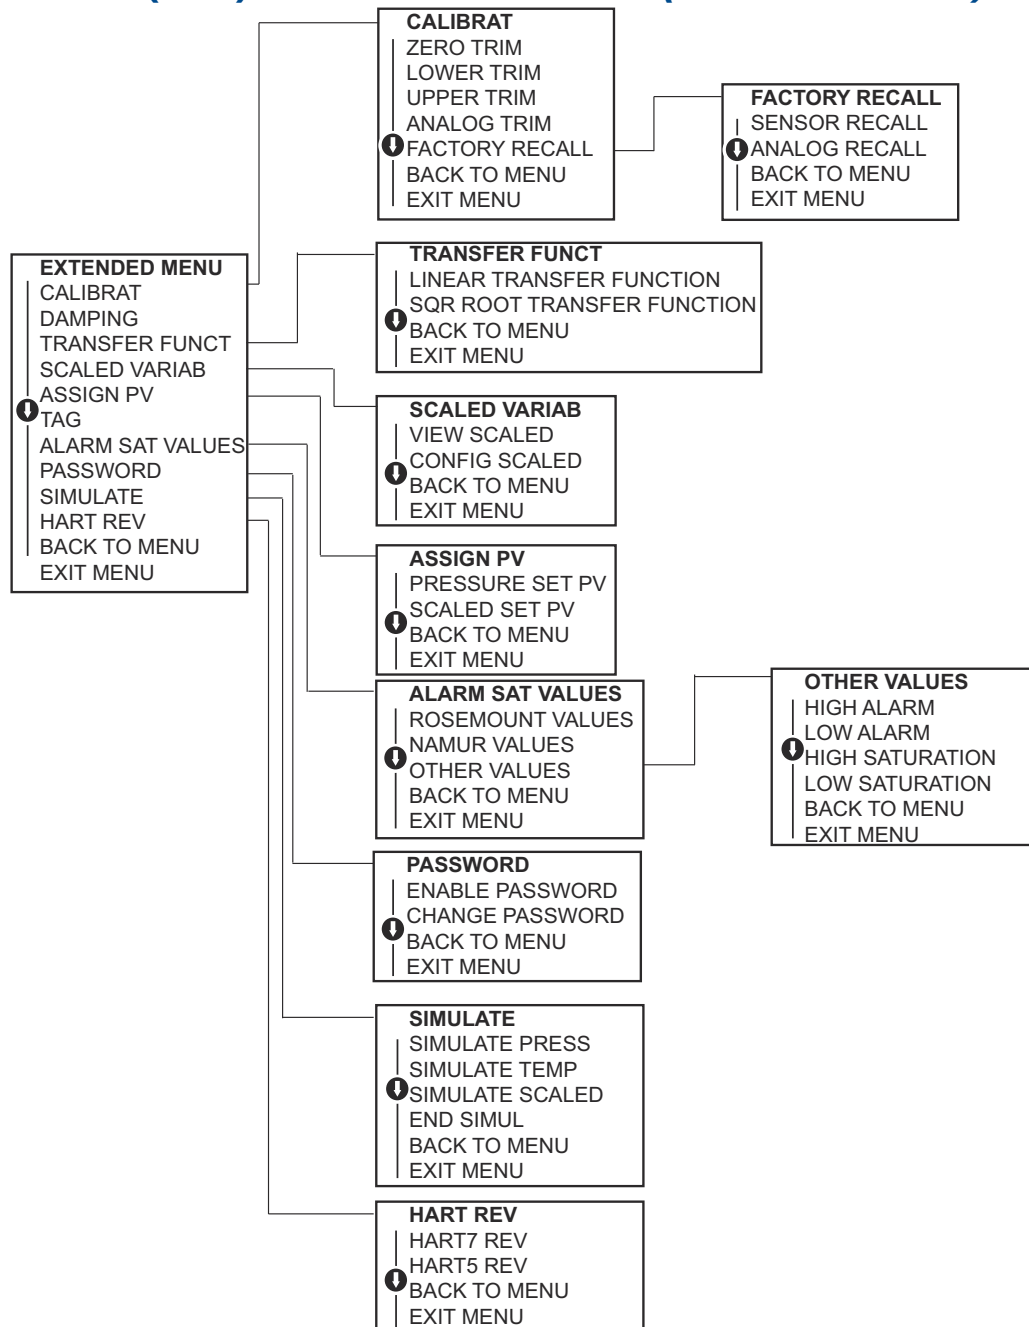 EXTENDED MENU
CALIBRAT
DAMPING
TRANSFER FUNCT
SCALED VARIAB
ASSIGN PV
TAG
ALARM SAT VALUES
PASSWORD
SIMULATE
HART REV
BACK TO MENU
EXIT MENU
CALIBRAT
ZERO TRIM
LOWER TRIM
UPPER TRIM
ANALOG TRIM
FACTORY RECALL
BACK TO MENU
EXIT MENU
FACTORY RECALL
SENSOR RECALL
ANALOG RECALL
BACK TO MENU
EXIT MENU
TRANSFER FUNCT
LINEAR TRANSFER FUNCTION
SQR ROOT TRANSFER FUNCTION
BACK TO MENU
EXIT MENU
SCALED VARIAB
VIEW SCALED
CONFIG SCALED
BACK TO MENU
EXIT MENU
ASSIGN PV
PRESSURE SET PV
SCALED SET PV
BACK TO MENU
EXIT MENU
ALARM SAT VALUES
ROSEMOUNT VALUES
NAMUR VALUES
OTHER VALUES
BACK TO MENU
EXIT MENU
OTHER VALUES
HIGH ALARM
LOW ALARM
HIGH SATURATION
LOW SATURATION
BACK TO MENU
EXIT MENU
PASSWORD
ENABLE PASSWORD
CHANGE PASSWORD
BACK TO MENU
EXIT MENU
SIMULATE
SIMULATE PRESS
SIMULATE TEMP
SIMULATE SCALED
END SIMUL
BACK TO MENU
EXIT MENU
HART REV
HART7 REV
HART5 REV
BACK TO MENU
EXIT MENU